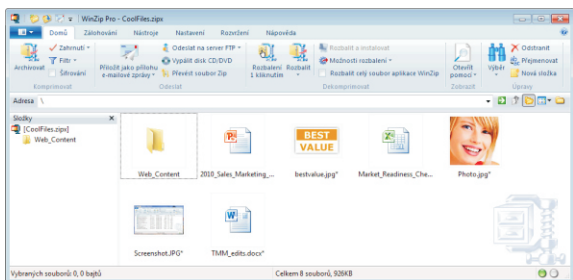 WinZip Pro - CoolFiles.zipx
Domů Zálohování Nástroje Nastavení Rozvržení Nápověda
Archivovat
Zahrnutí
Filtr
Šifrování
Přiložit jako přílohu
e-mailové zprávy
Odeslat na server FTP
Vypálit disk CD/DVD
Převést soubor Zip
Rozbalení
1 kliknutím
Rozbalit
Rozbalit a instalovat
Možnosti rozbalení
Rozbalit celý soubor aplikace WinZip
Otevřít
pomocí
Výběr
Odstranit
Přejmenovat
Nová složka
Komprimovat Odeslat Dekomprimovat Zobrazit Úpravy
Adresa \
Složky x
[CoolFiles.zipx]
Web_Content
BEST
VALUE
Web_Content 2010_Sales_Marketing_... bestvalue.jpg* Market_Readiness_Che... Photo.jpg*
Screenshot.JPG* TMM_edits.docx*
Vybraných souborů: 0, 0 bajtů Celkem 8 souborů, 926KB